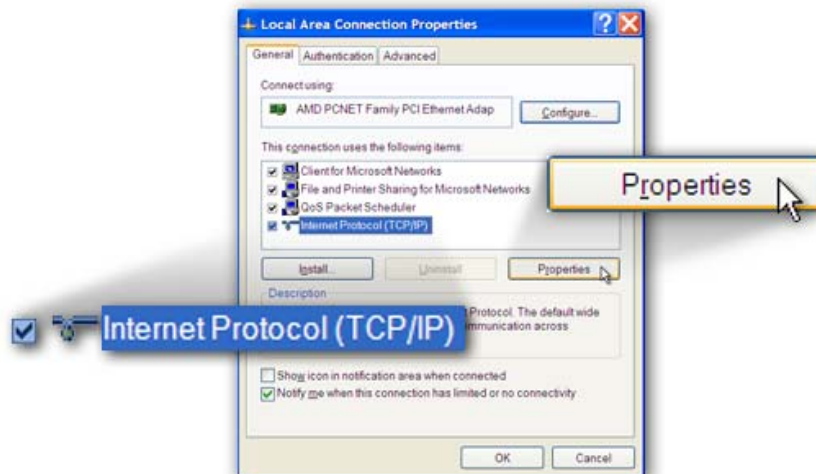 Local Area Connection Properties
General Authentication Advanced
Connect using:
AMD PCNET Family PCI Ethernet Adap
Configure...
This connection uses the following items:
Client for Microsoft Networks
File and Printer Sharing for Microsoft Networks
QoS Packet Scheduler
Internet Protocol (TCP/IP)
Properties
Install...
Uninstall
Properties
Description
Protocol. The default wide
communication across
Internet Protocol (TCP/IP)
Show icon in notification area when connected
Notify me when this connection has limited or no connectivity
OK
Cancel